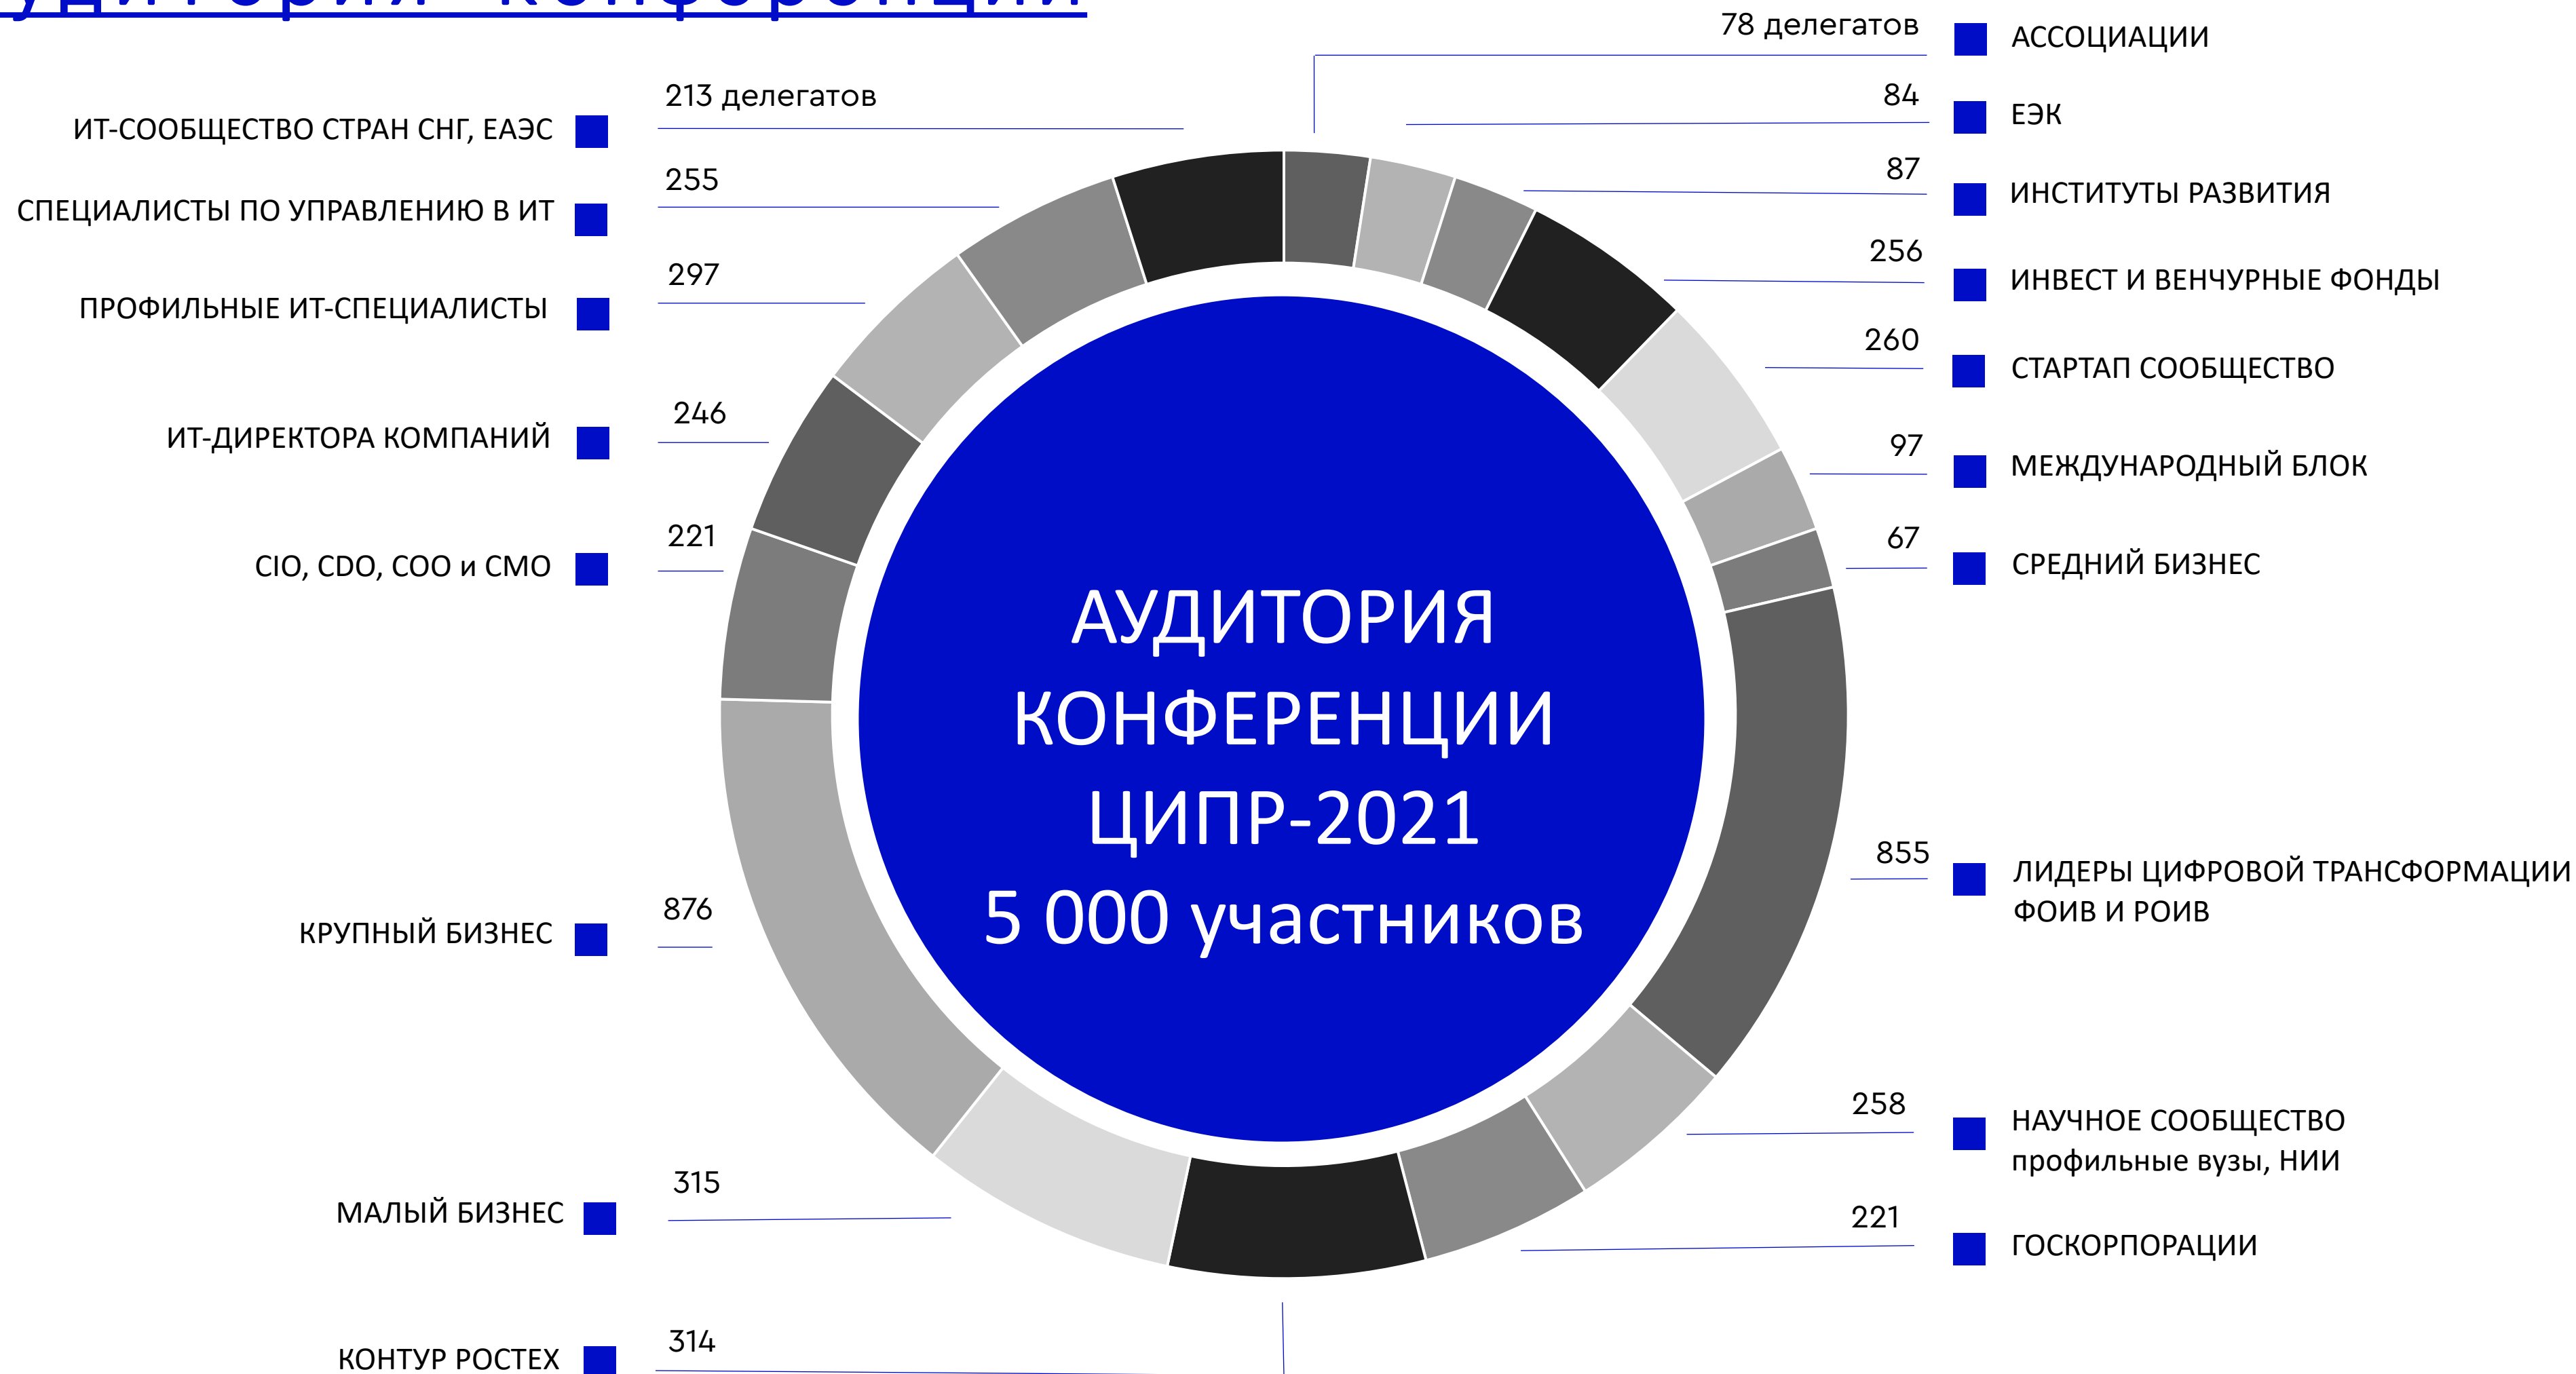 удитория конференции
78 делегатов
АССОЦИАЦИИ
84
ЕЭК
87
ИНСТИТУТЫ РАЗВИТИЯ
256
ИНВЕСТ И ВЕНЧУРНЫЕ ФОНДЫ
260
СТАРТАП СООБЩЕСТВО
97
МЕЖДУНАРОДНЫЙ БЛОК
67
СРЕДНИЙ БИЗНЕС
855
ЛИДЕРЫ ЦИФРОВОЙ ТРАНСФОРМАЦИИ
ФОИВ И РОИВ
258
НАУЧНОЕ СООБЩЕСТВО
профильные вузы, НИИ
221
ГОСКОРПОРАЦИИ
213 делегатов
ИТ-СООБЩЕСТВО СТРАН СНГ, ЕАЭС
255
СПЕЦИАЛИСТЫ ПО УПРАВЛЕНИЮ В ИТ
297
ПРОФИЛЬНЫЕ ИТ-СПЕЦИАЛИСТЫ
246
ИТ-ДИРЕКТОРА КОМПАНИЙ
221
CIO, CDO, COO и CMO
876
КРУПНЫЙ БИЗНЕС
315
МАЛЫЙ БИЗНЕС
314
КОНТУР РОСТЕХ
АУДИТОРИЯ
КОНФЕРЕНЦИИ
ЦИПР-2021
5 000 участников